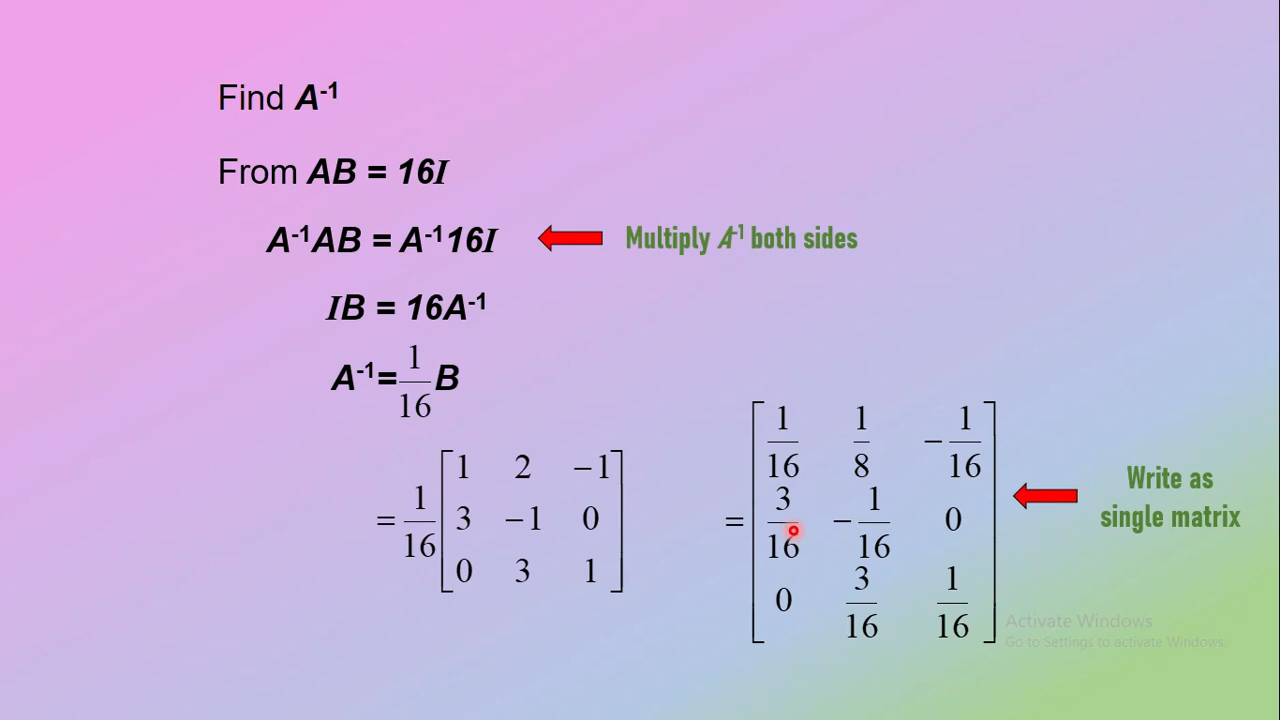 Find A⁻¹
From AB = 16I
A⁻¹AB = A⁻¹16I
Multiply A⁻¹ both sides
IB = 16A⁻¹
A⁻¹=1/16 B
= 1/16 [1 2 −1
3 −1 0
0 3 1]
= [1/16 1/8 −1/16
3/16 −1/16 0
0 3/16 1/16]
Write as
single matrix
Activate Windows
Go to Settings to activate Windows.